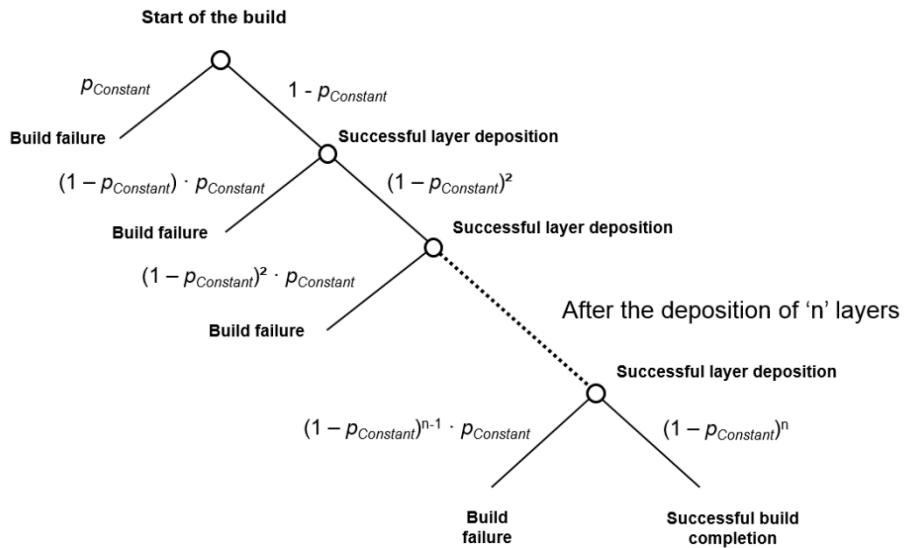 Start of the build
pConstant
1 - pConstant
Build failure
Successful layer deposition
(1 – pConstant) · pConstant
(1 – pConstant)²
Build failure
Successful layer deposition
(1 – pConstant)² · pConstant
Build failure
After the deposition of ‘n’ layers
Successful layer deposition
(1 – pConstant)ⁿ⁻¹ · pConstant
(1 – pConstant)ⁿ
Build
failure
Successful build
completion